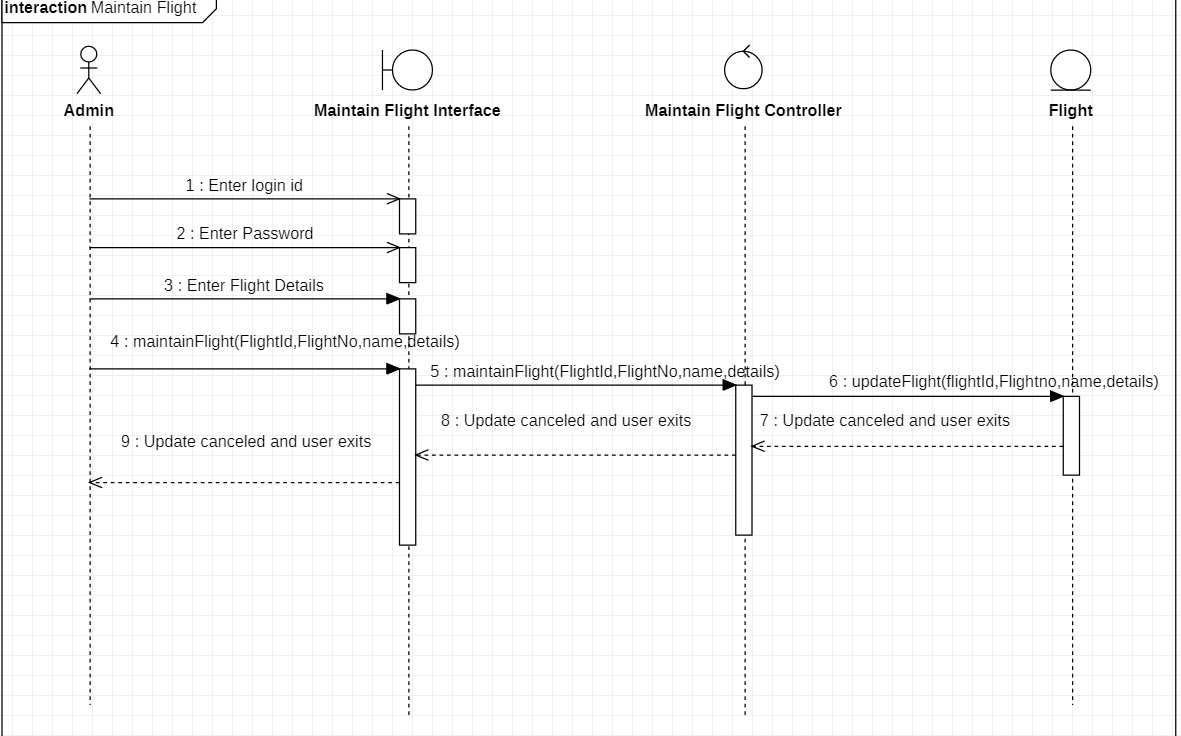 interaction Maintain Flight
Admin
Maintain Flight Interface
Maintain Flight Controller
Flight
1 : Enter login id
2 : Enter Password
3 : Enter Flight Details
4 : maintainFlight(FlightId,FlightNo,name,details)
5 : maintainFlight(FlightId,FlightNo,name,details)
6 : updateFlight(flightId,Flightno,name,details)
7 : Update canceled and user exits
8 : Update canceled and user exits
9 : Update canceled and user exits